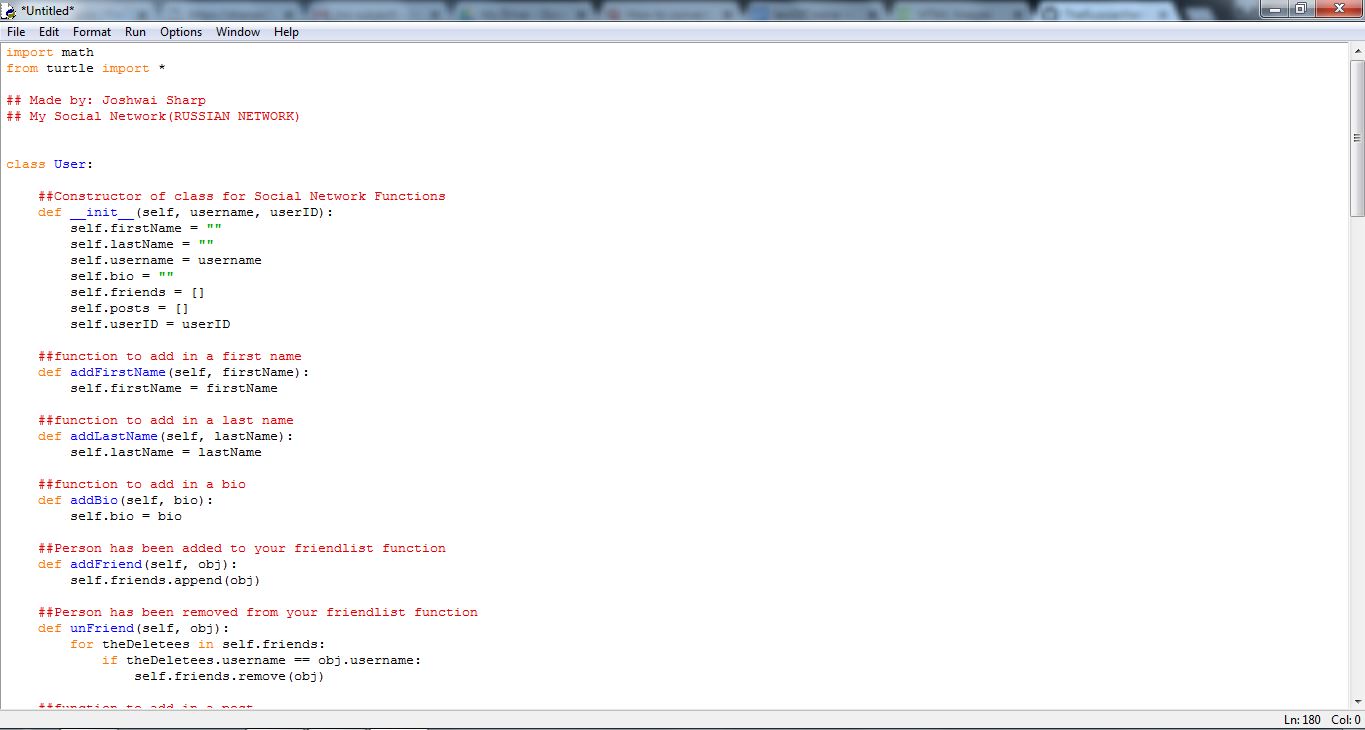 *Untitled*
File Edit Format Run Options Window Help
import math
from turtle import *
## Made by: Joshwai Sharp
## My Social Network(RUSSIAN NETWORK)
class User:
    ##Constructor of class for Social Network Functions
    def __init__(self, username, userID):
        self.firstName = ""
        self.lastName = ""
        self.username = username
        self.bio = ""
        self.friends = []
        self.posts = []
        self.userID = userID
    ##function to add in a first name
    def addFirstName(self, firstName):
        self.firstName = firstName
    ##function to add in a last name
    def addLastName(self, lastName):
        self.lastName = lastName
    ##function to add in a bio
    def addBio(self, bio):
        self.bio = bio
    ##Person has been added to your friendlist function
    def addFriend(self, obj):
        self.friends.append(obj)
    ##Person has been removed from your friendlist function
    def unFriend(self, obj):
        for theDeletees in self.friends:
            if theDeletees.username == obj.username:
                self.friends.remove(obj)
    ##function to add in a post
Ln: 180 Col: 0